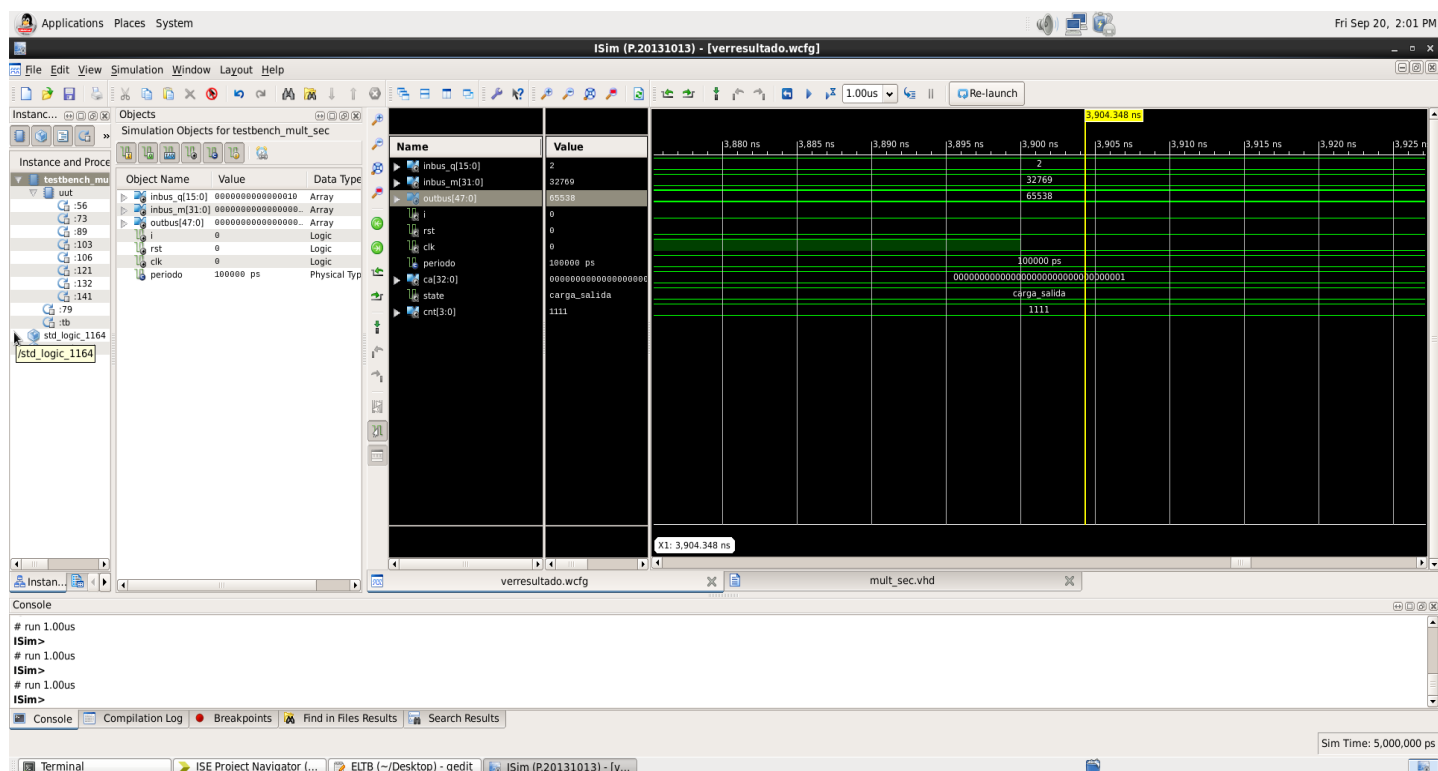 Applications Places System
Fri Sep 20, 2:01 PM
ISim (P.20131013) - [verresultado.wcfg]
File Edit View Simulation Window Layout Help
1.00us
Re-launch
Instanc...
Objects
Simulation Objects for testbench_mult_sec
Instance and Proce
testbench_mu
uut
:56
:73
:89
:103
:106
:121
:132
:141
:79
:tb
std_logic_1164
/std_logic_1164
Object Name Value Data Type
inbus_q[15:0] 0000000000000010 Array
inbus_m[31:0] 000000000000000... Array
outbus[47:0] 000000000000000... Array
i 0 Logic
rst 0 Logic
clk 0 Logic
periodo 100000 ps Physical Typ
Name Value
inbus_q[15:0] 2
inbus_m[31:0] 32769
outbus[47:0] 65538
i 0
rst 0
clk 0
periodo 100000 ps
ca[32:0] 0000000000000000000
state carga_salida
cnt[3:0] 1111
3,904.348 ns
3,880 ns 3,885 ns 3,890 ns 3,895 ns 3,900 ns 3,905 ns 3,910 ns 3,915 ns 3,920 ns 3,925 n
2
32769
65538
100000 ps
000000000000000000000000000000001
carga_salida
1111
X1: 3,904.348 ns
Instan...
verresultado.wcfg
mult_sec.vhd
Console
# run 1.00us
ISim>
# run 1.00us
ISim>
# run 1.00us
ISim>
Console Compilation Log Breakpoints Find in Files Results Search Results
Sim Time: 5,000,000 ps
Terminal
ISE Project Navigator (...
ELTB (~/Desktop) - gedit
ISim (P.20131013) - [v...